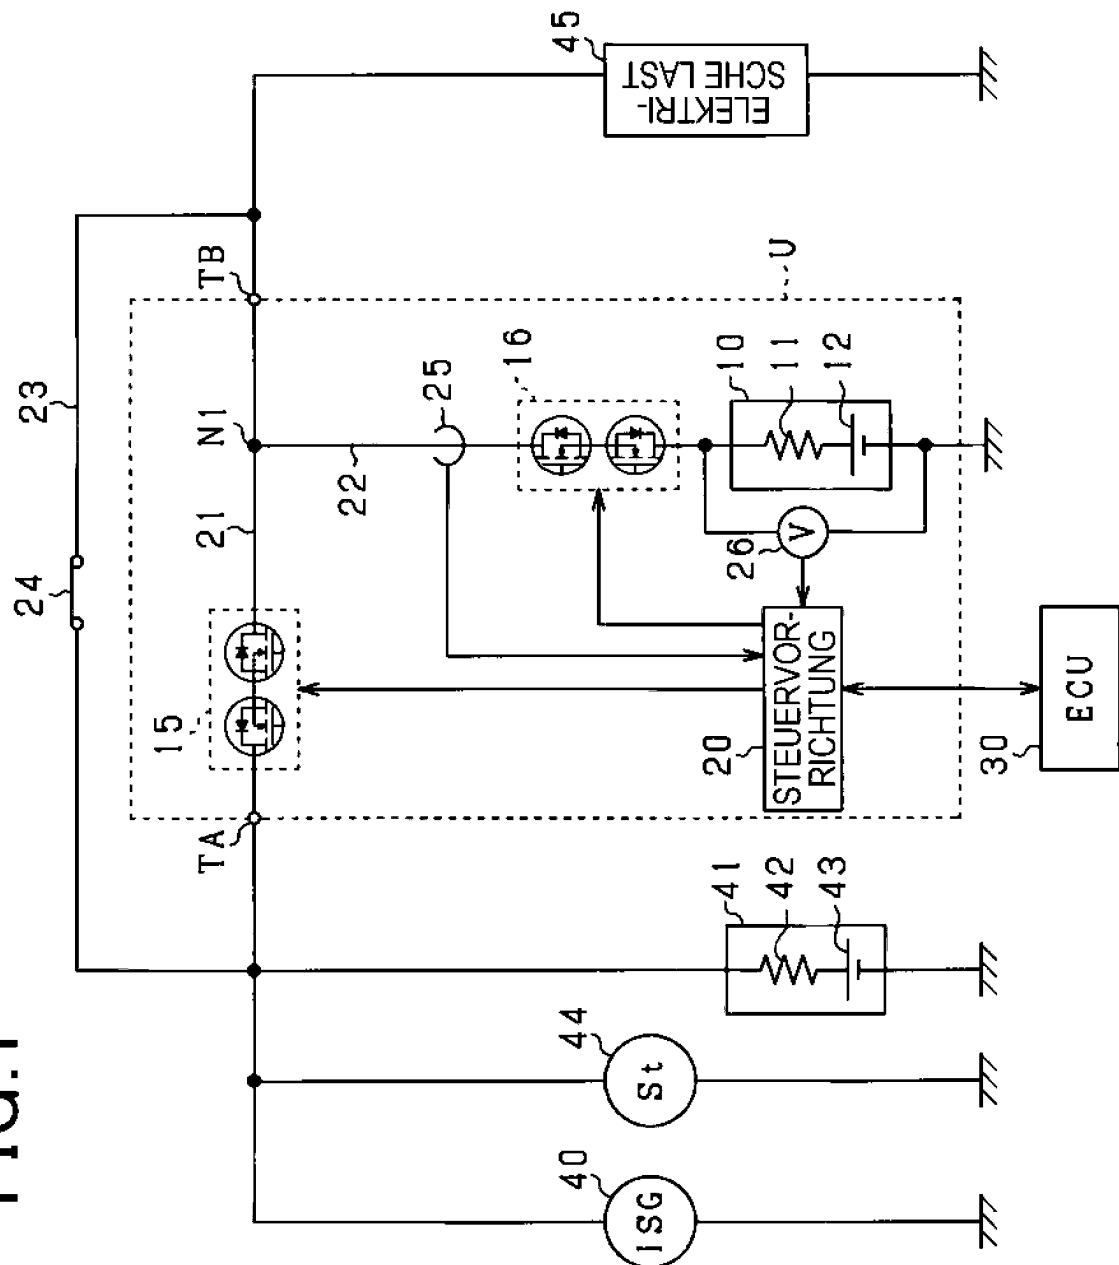 FIG.1
24
23
TA
15
21
N1
TB
22
25
16
U
40
ISG
44
St
41
42
43
20
STEUERVOR-
RICHTUNG
26
V
10
11
12
45
ELEKTRI-
SCHE LAST
30
ECU